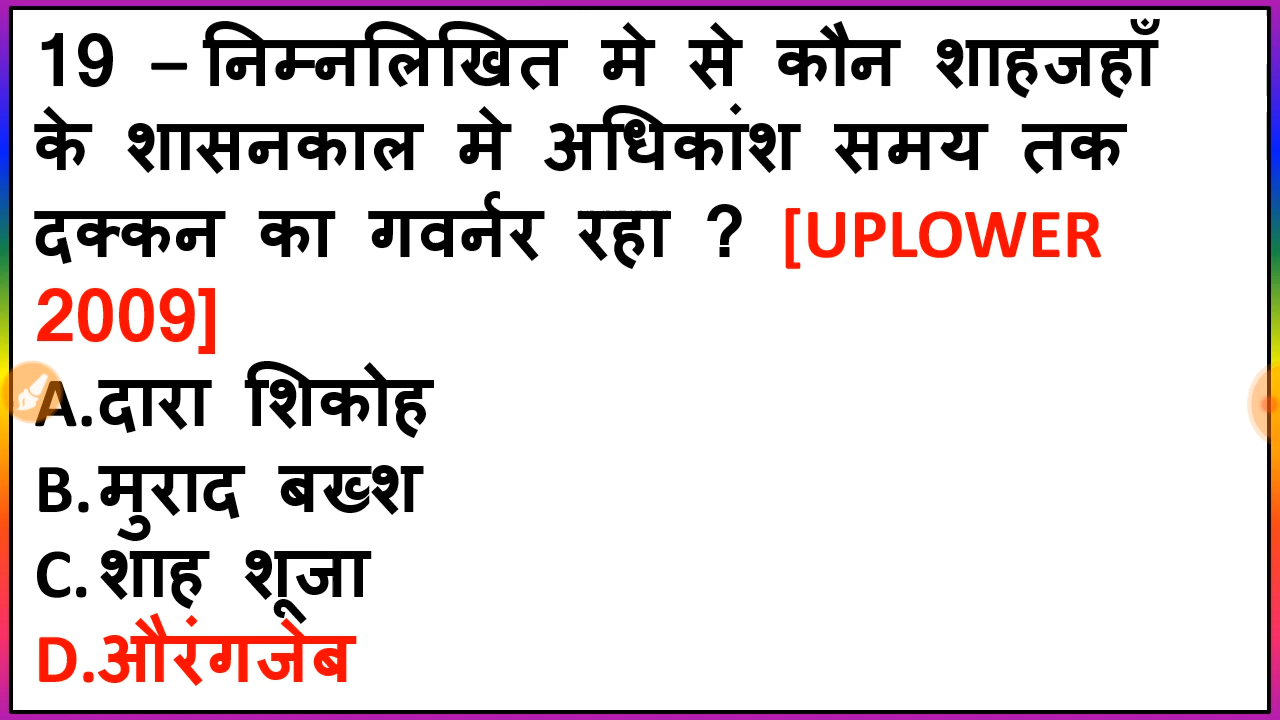 19 – निम्नलिखित मे से कौन शाहजहाँ
के शासनकाल मे अधिकांश समय तक
दक्कन का गवर्नर रहा ? [UPLOWER
2009]
A.दारा शिकोह
B.मुराद बख्श
C.शाह शूजा
D.औरंगजेब